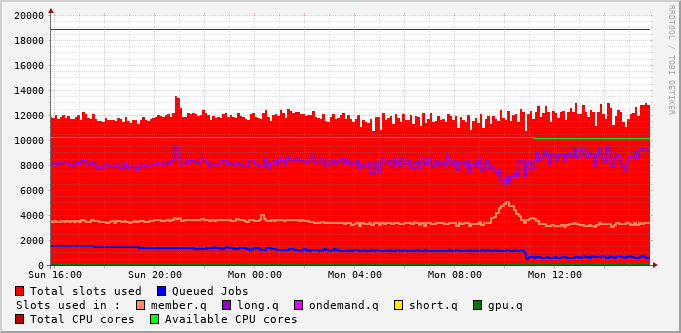 20000
18000
16000
14000
12000
10000
8000
6000
4000
2000
0
Sun 16:00 Sun 20:00 Mon 00:00 Mon 04:00 Mon 08:00 Mon 12:00
Total slots used Queued Jobs
Slots used in : member.q long.q ondemand.q short.q gpu.q
Total CPU cores Available CPU cores
RRDTOOL / TOBI OETIKER